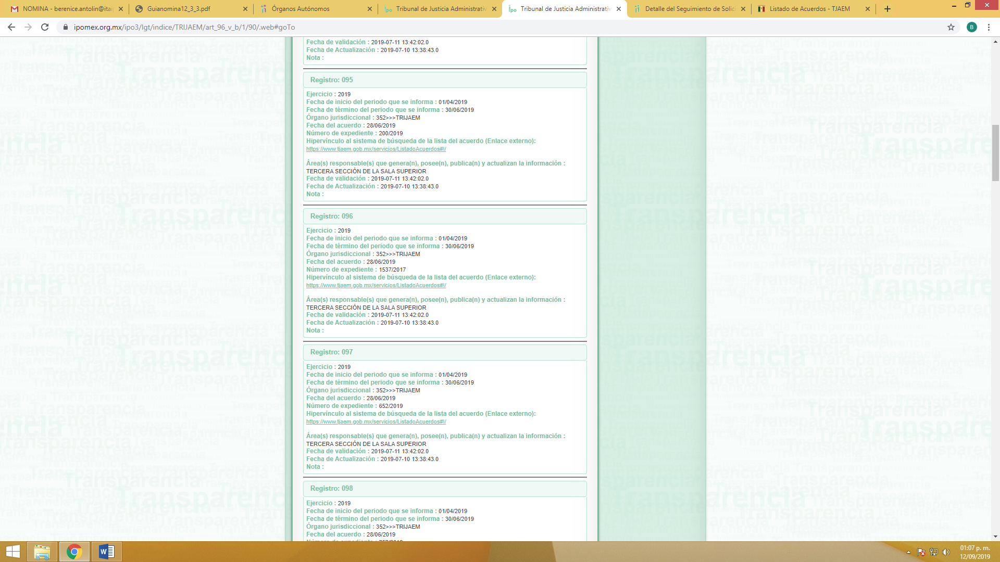 NOMINA - berenice.antolin@itai
Guianomina12_3_3.pdf
Órganos Autónomos
Tribunal de Justicia Administrativ
Tribunal de Justicia Administrativ
Detalle del Seguimiento de Solic
Listado de Acuerdos - TJAEM
ipomex.org.mx/ipo3/lgt/indice/TRIJAEM/art_96_v_b/1/90/.web#goTo
B
Fecha de validación : 2019-07-11 13:42:02.0
Fecha de Actualización : 2019-07-10 13:38:43.0
Nota :
Registro: 095
Ejercicio : 2019
Fecha de inicio del periodo que se informa : 01/04/2019
Fecha de término del periodo que se informa : 30/06/2019
Órgano jurisdiccional : 352>>>TRIJAEM
Fecha del acuerdo : 28/06/2019
Número de expediente : 200/2019
Hipervínculo al sistema de búsqueda de la lista del acuerdo (Enlace externo):
https://www.tjaem.gob.mx/servicios/ListadoAcuerdos#!/
Área(s) responsable(s) que genera(n), posee(n), publica(n) y actualizan la información :
TERCERA SECCIÓN DE LA SALA SUPERIOR
Fecha de validación : 2019-07-11 13:42:02.0
Fecha de Actualización : 2019-07-10 13:38:43.0
Nota :
Registro: 096
Ejercicio : 2019
Fecha de inicio del periodo que se informa : 01/04/2019
Fecha de término del periodo que se informa : 30/06/2019
Órgano jurisdiccional : 352>>>TRIJAEM
Fecha del acuerdo : 28/06/2019
Número de expediente : 1537/2017
Hipervínculo al sistema de búsqueda de la lista del acuerdo (Enlace externo):
https://www.tjaem.gob.mx/servicios/ListadoAcuerdos#!/
Área(s) responsable(s) que genera(n), posee(n), publica(n) y actualizan la información :
TERCERA SECCIÓN DE LA SALA SUPERIOR
Fecha de validación : 2019-07-11 13:42:02.0
Fecha de Actualización : 2019-07-10 13:38:43.0
Nota :
Registro: 097
Ejercicio : 2019
Fecha de inicio del periodo que se informa : 01/04/2019
Fecha de término del periodo que se informa : 30/06/2019
Órgano jurisdiccional : 352>>>TRIJAEM
Fecha del acuerdo : 28/06/2019
Número de expediente : 652/2019
Hipervínculo al sistema de búsqueda de la lista del acuerdo (Enlace externo):
https://www.tjaem.gob.mx/servicios/ListadoAcuerdos#!/
Área(s) responsable(s) que genera(n), posee(n), publica(n) y actualizan la información :
TERCERA SECCIÓN DE LA SALA SUPERIOR
Fecha de validación : 2019-07-11 13:42:02.0
Fecha de Actualización : 2019-07-10 13:38:43.0
Nota :
Registro: 098
Ejercicio : 2019
Fecha de inicio del periodo que se informa : 01/04/2019
Fecha de término del periodo que se informa : 30/06/2019
Órgano jurisdiccional : 352>>>TRIJAEM
Fecha del acuerdo : 28/06/2019
01:07 p. m.
12/09/2019